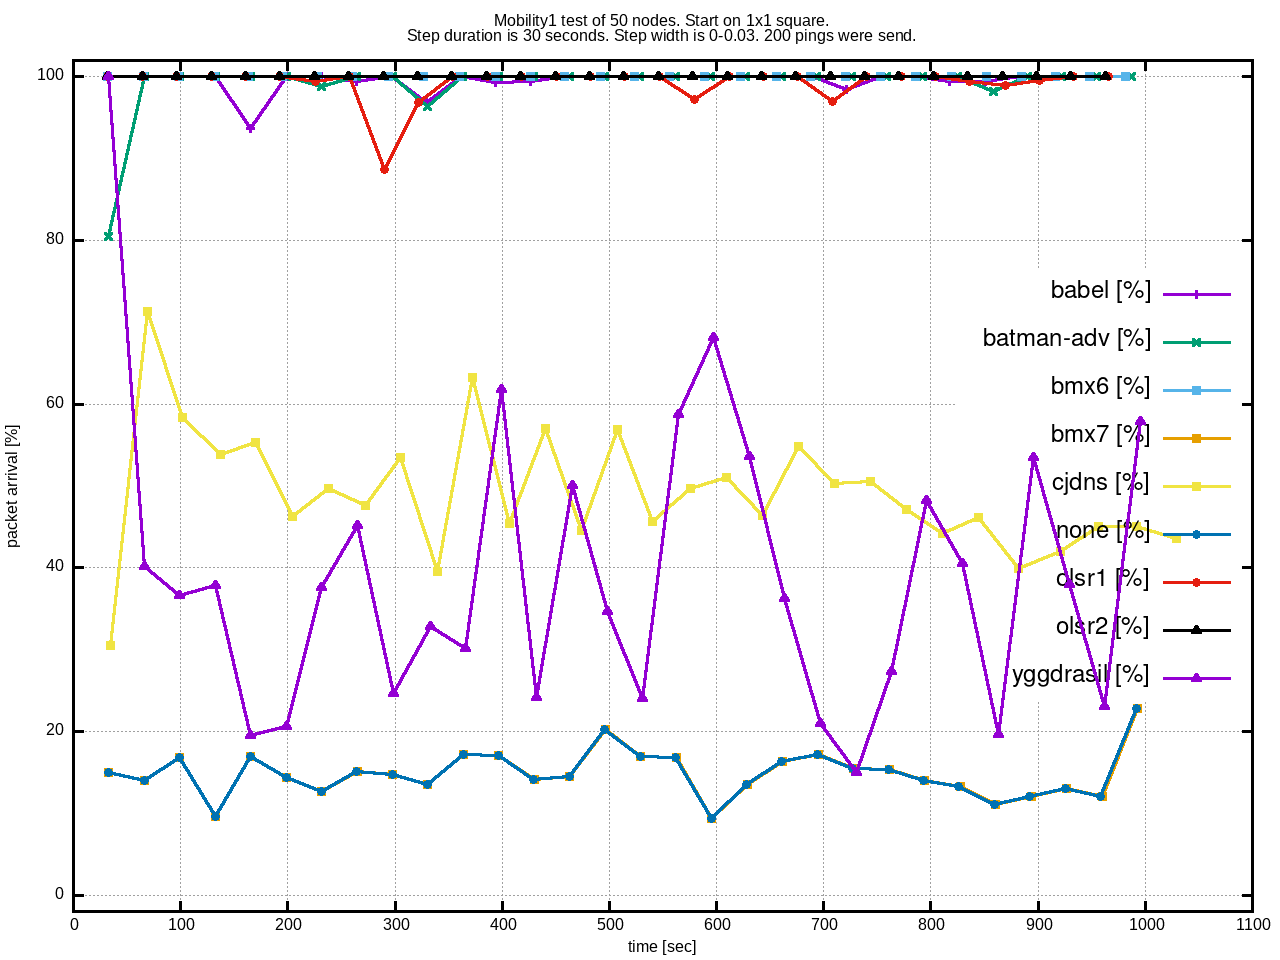 Mobility1 test of 50 nodes. Start on 1x1 square.
Step duration is 30 seconds. Step width is 0-0.03. 200 pings were send.
100
80
60
40
20
0
packet arrival [%]
babel [%]
batman-adv [%]
bmx6 [%]
bmx7 [%]
cjdns [%]
none [%]
olsr1 [%]
olsr2 [%]
yggdrasil [%]
0 100 200 300 400 500 600 700 800 900 1000 1100
time [sec]